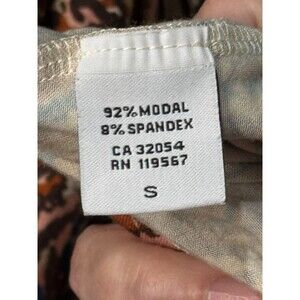 92% MODAL
8% SPANDEX
CA 32054
RN 119567
S